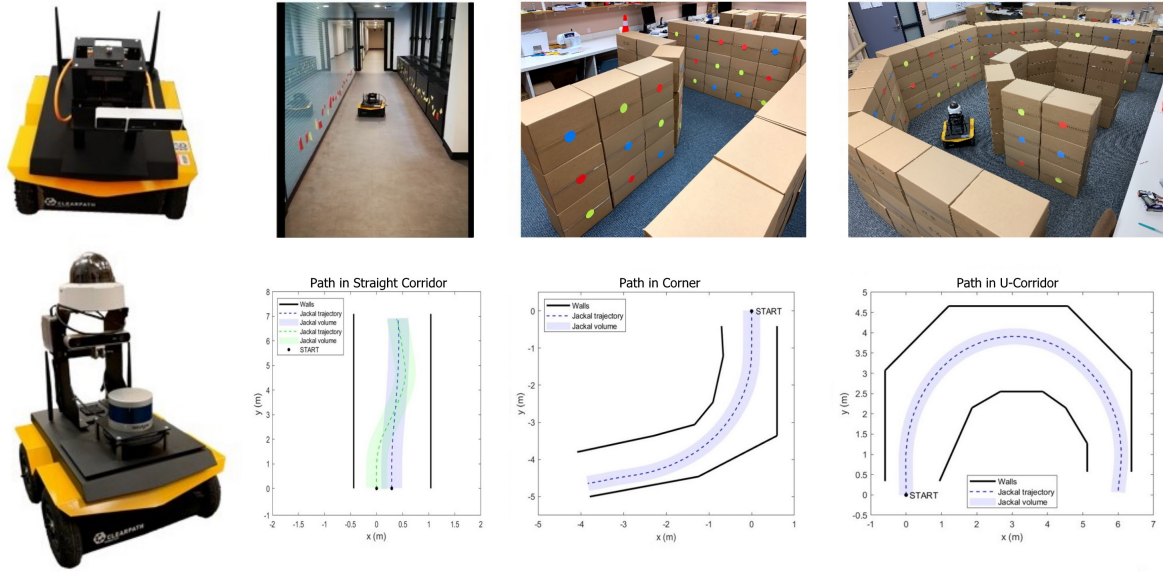 CLEARPATH
CLEARPATH
Path in Straight Corridor
Walls
Jackal trajectory
Jackal volume
Jackal trajectory
Jackal volume
START
8
7
6
5
4
3
2
1
0
-1
y (m)
-2
-1.5
-1
-0.5
0
0.5
1
1.5
2
x (m)
Path in Corner
Walls
Jackal trajectory
Jackal volume
START
0
-1
-2
-3
-4
-5
y (m)
-5
-4
-3
-2
-1
0
1
x (m)
Path in U-Corridor
5
4.5
4
3.5
3
2.5
2
1.5
1
0.5
0
-0.5
y (m)
START
Walls
Jackal trajectory
Jackal volume
-1
0
1
2
3
4
5
6
7
x (m)